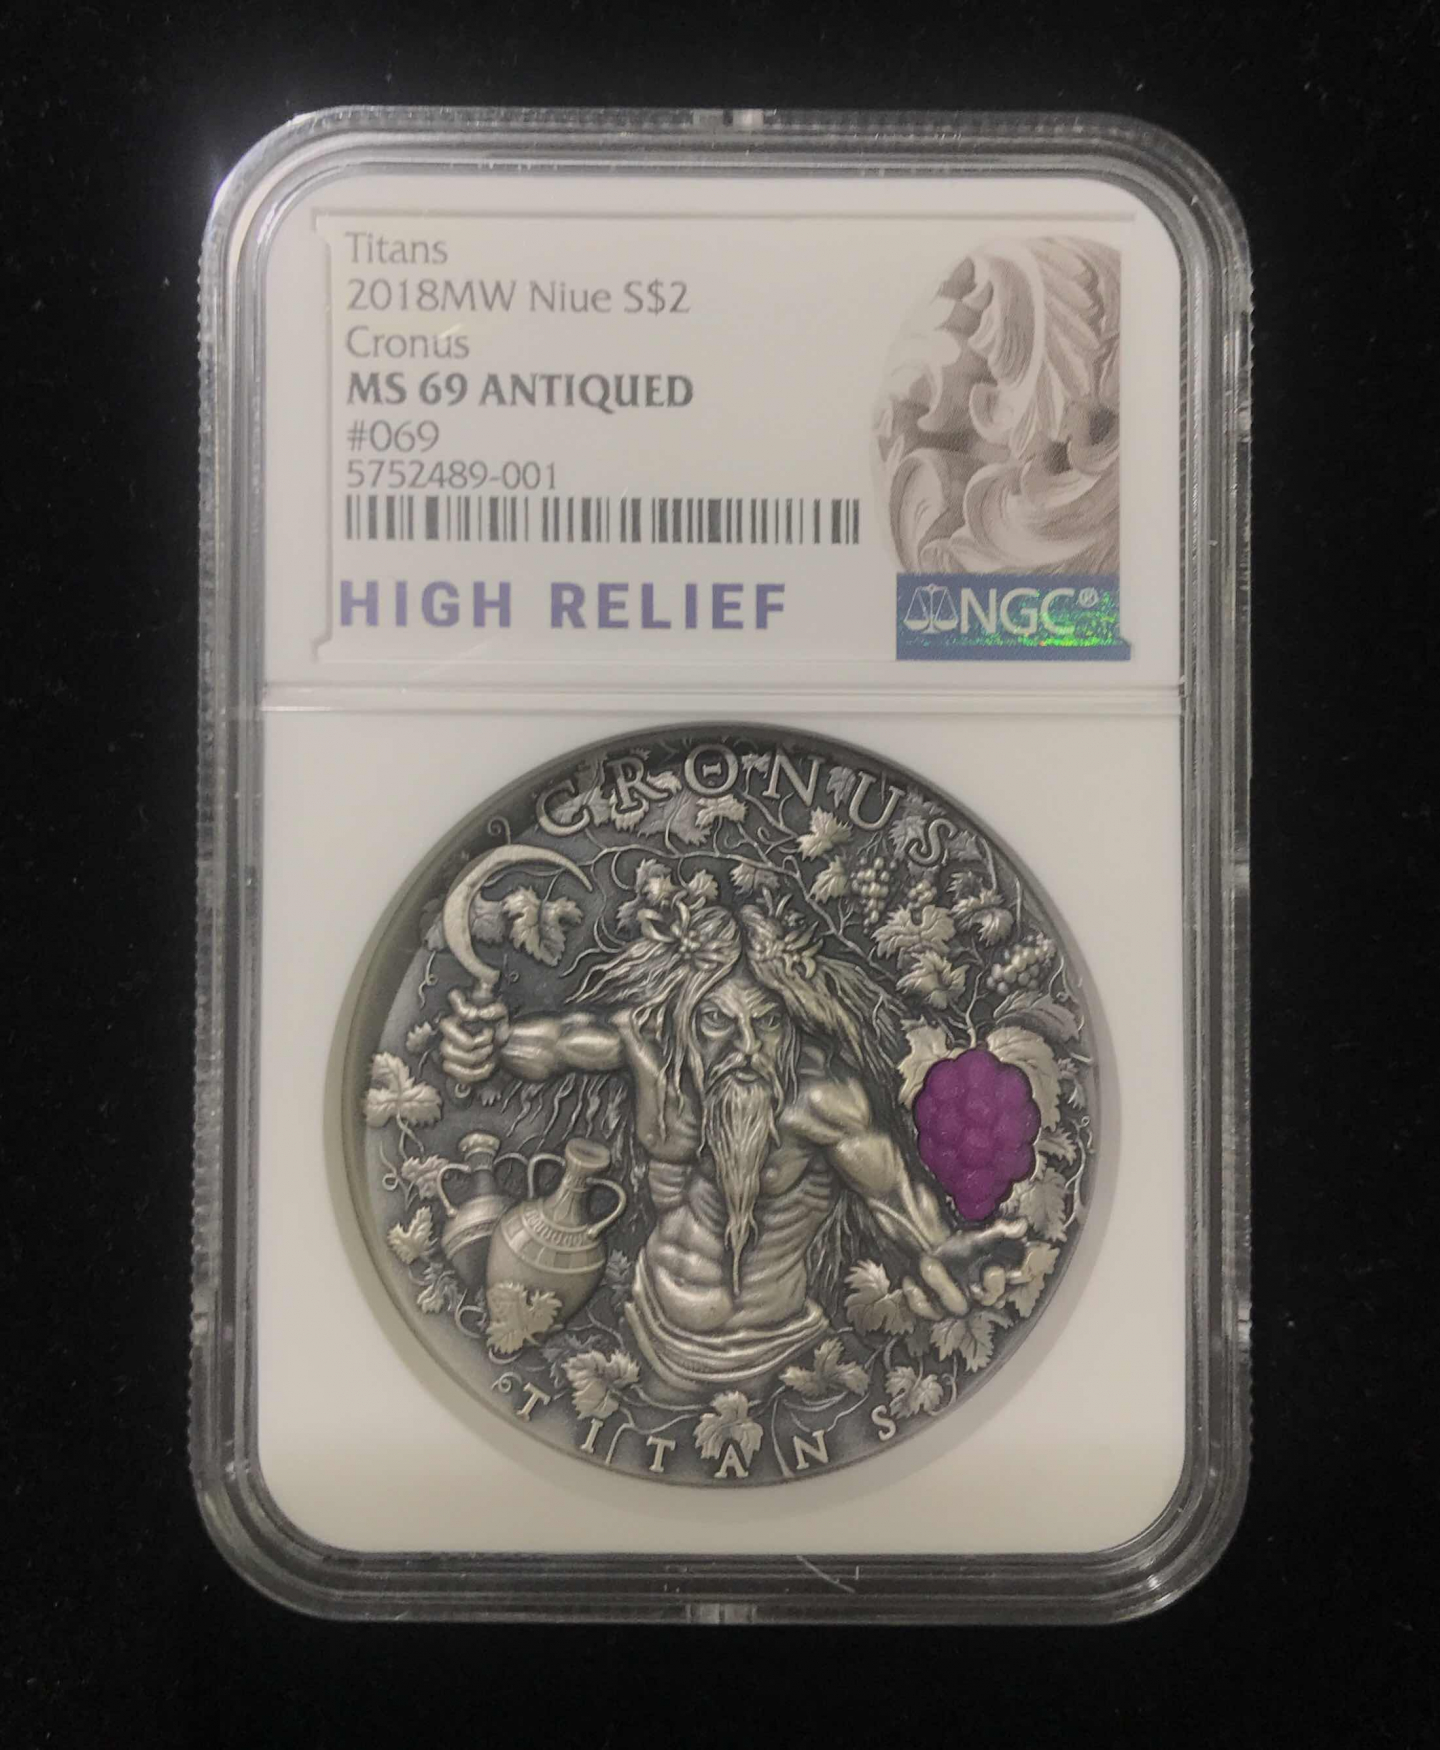 Titans
2018MW Niue S$2
Cronus
MS 69 ANTIQUED
#069
5752489-001
HIGH RELIEF
NGC®
CRONUS
TITANS